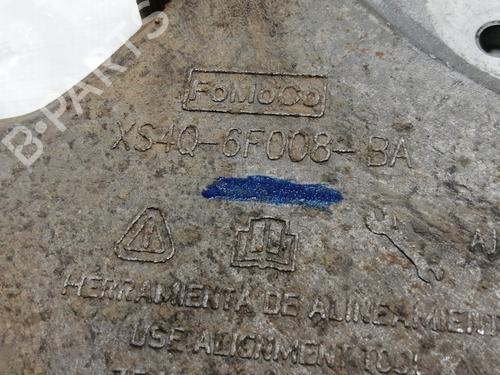 B-PARTS
FoMoCo
XS4Q-6F008-BA
HERRAMIENTA DE ALINEAMIENT
USE ALIGNMENT TOOL